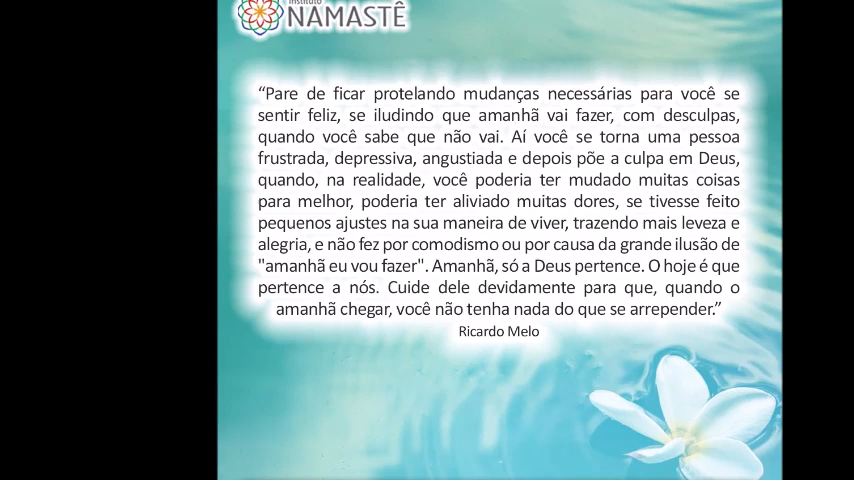 Instituto
NAMASTÊ
“Pare de ficar protelando mudanças necessárias para você se
sentir feliz, se iludindo que amanhã vai fazer, com desculpas,
quando você sabe que não vai. Aí você se torna uma pessoa
frustrada, depressiva, angustiada e depois põe a culpa em Deus,
quando, na realidade, você poderia ter mudado muitas coisas
para melhor, poderia ter aliviado muitas dores, se tivesse feito
pequenos ajustes na sua maneira de viver, trazendo mais leveza e
alegria, e não fez por comodismo ou por causa da grande ilusão de
"amanhã eu vou fazer". Amanhã, só a Deus pertence. O hoje é que
pertence a nós. Cuide dele devidamente para que, quando o
amanhã chegar, você não tenha nada do que se arrepender.”
Ricardo Melo